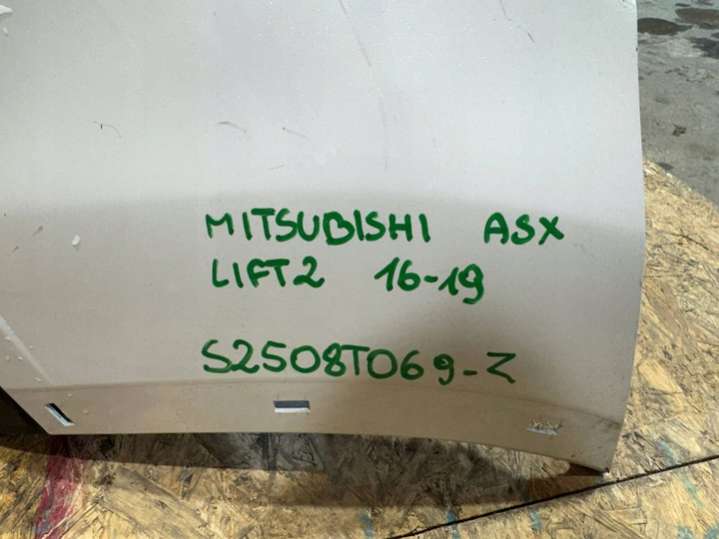 MITSUBISHI ASX
LIFT2 16-19
S2508T069-Z